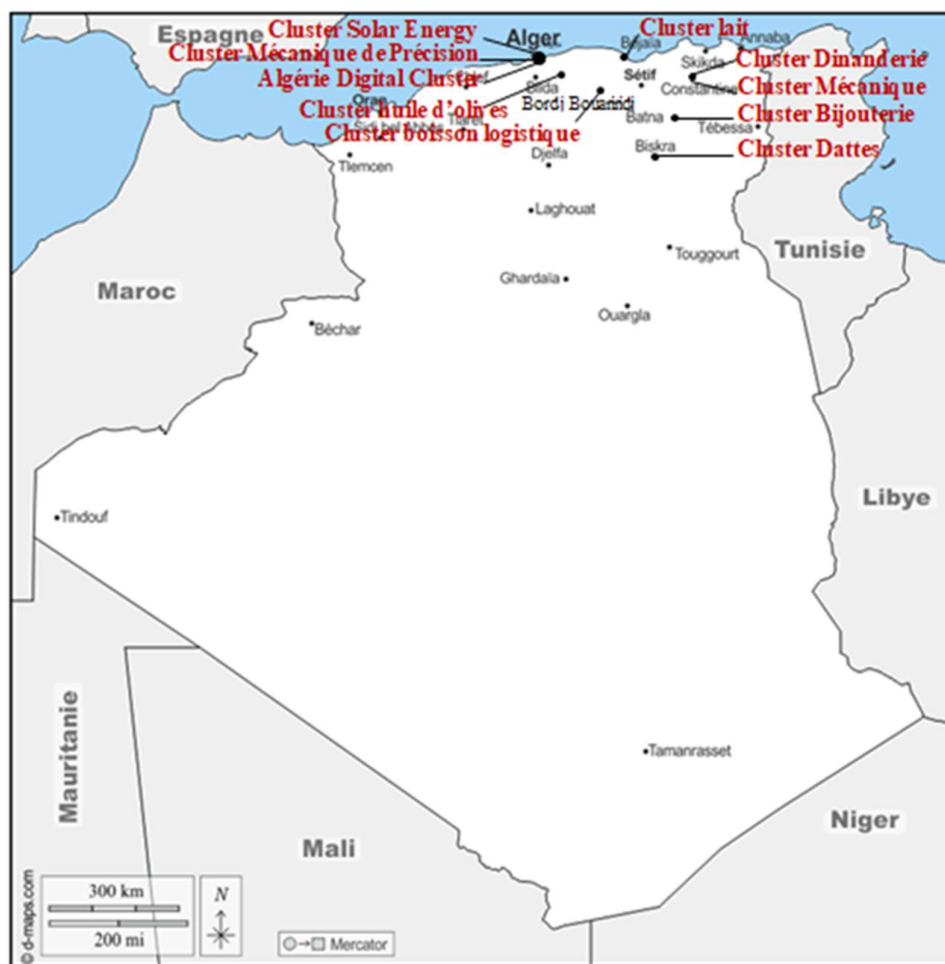 Espagne
Cluster Solar Energy
Cluster Mécanique de Précision
Algérie Digital Cluster
Cluster huile d'olives
Cluster boisson logistique
Alger
Cluster lait
Béjaïa
Annaba
Skikda
Cluster Dinanderie
Sétif
Constantine
Cluster Mécanique
Blida
Oran
Tiaret
Sidi bel Abbès
Batna
Cluster Bijouterie
Tébessa
Biskra
Cluster Dattes
Djelfa
Tlemcen
Laghouat
Touggourt
Tunisie
Ghardaïa
Maroc
Ouargla
Béchar
Libye
Tindouf
Tamanrasset
Mauritanie
Mali
Niger
300 km
200 mi
N
Mercator
© d-maps.com